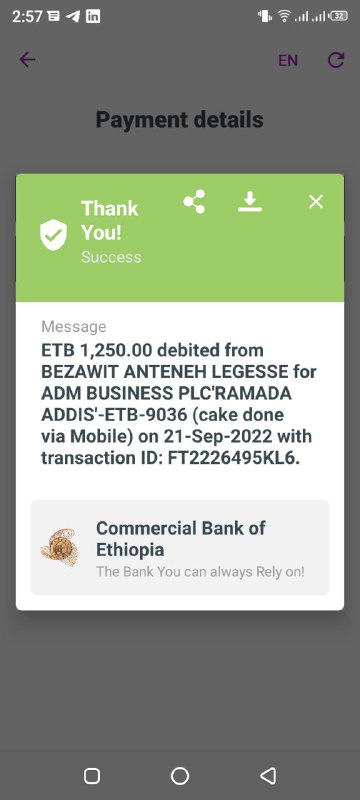 2:57
32
EN
Payment details
Thank
You!
Success
Message
ETB 1,250.00 debited from
BEZAWIT ANTENEH LEGESSE for
ADM BUSINESS PLC'RAMADA
ADDIS'-ETB-9036 (cake done
via Mobile) on 21-Sep-2022 with
transaction ID: FT2226495KL6.
Commercial Bank of
Ethiopia
The Bank You can always Rely on!